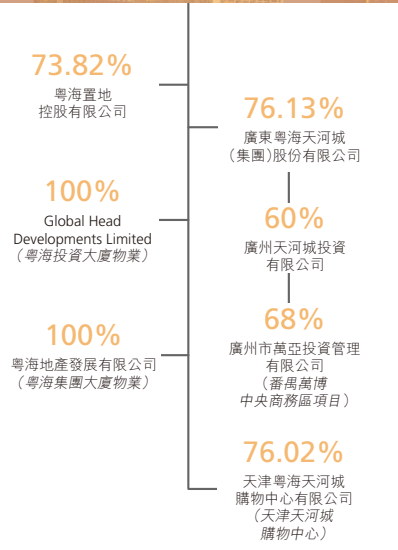 73.82%
粵海置地
控股有限公司
100%
Global Head
Developments Limited
（粵海投資大廈物業）
100%
粵海地產發展有限公司
（粵海集團大廈物業）
76.13%
廣東粵海天河城
（集團）股份有限公司
60%
廣州天河城投資
有限公司
68%
廣州市萬亞投資管理
有限公司
（番禺萬博
中央商務區項目）
76.02%
天津粵海天河城
購物中心有限公司
（天津天河城
購物中心）